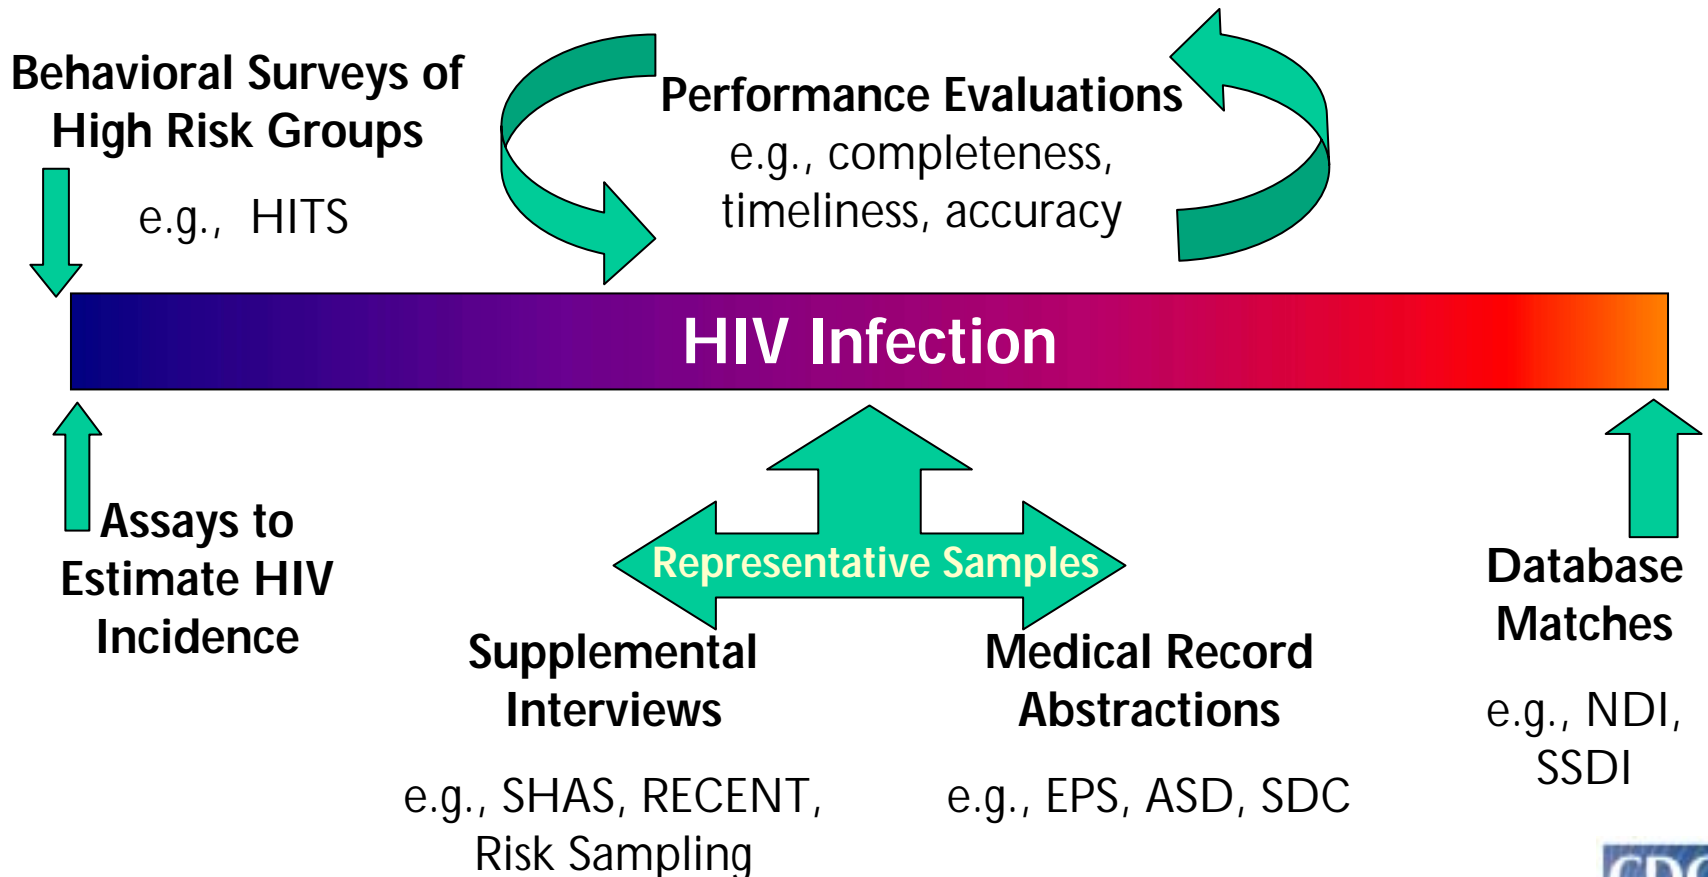 Behavioral Surveys of
High Risk Groups
e.g., HITS
Performance Evaluations
e.g., completeness,
timeliness, accuracy
HIV Infection
Assays to
Estimate HIV
Incidence
Representative Samples
Supplemental
Interviews
e.g., SHAS, RECENT,
Risk Sampling
Medical Record
Abstractions
e.g., EPS, ASD, SDC
Database
Matches
e.g., NDI,
SSDI
CDC